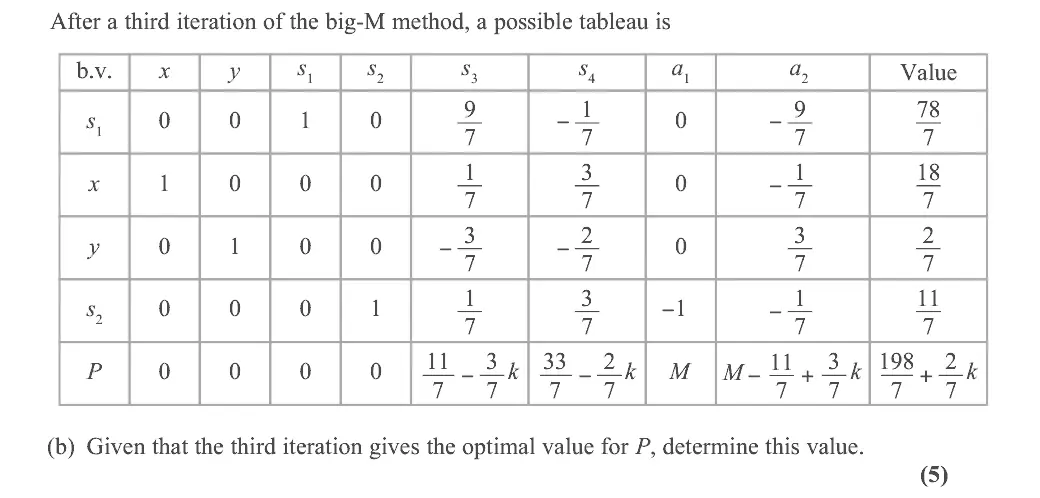 After a third iteration of the big-M method, a possible tableau is
b.v. x y s₁ s₂ s₃ s₄ a₁ a₂ Value
s₁ 0 0 1 0 9/7 −1/7 0 −9/7 78/7
x 1 0 0 0 1/7 3/7 0 −1/7 18/7
y 0 1 0 0 −3/7 −2/7 0 3/7 2/7
s₂ 0 0 0 1 1/7 3/7 −1 −1/7 11/7
P 0 0 0 0 11/7 − 3/7 k 33/7 − 2/7 k M M − 11/7 + 3/7 k 198/7 + 2/7 k
(b) Given that the third iteration gives the optimal value for P, determine this value.
(5)